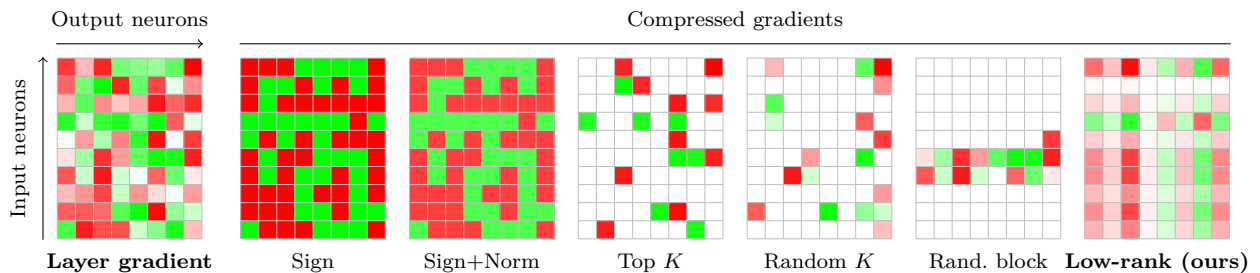 Output neurons
Compressed gradients
Input neurons
Layer gradient
Sign
Sign+Norm
Top K
Random K
Rand. block
Low-rank (ours)